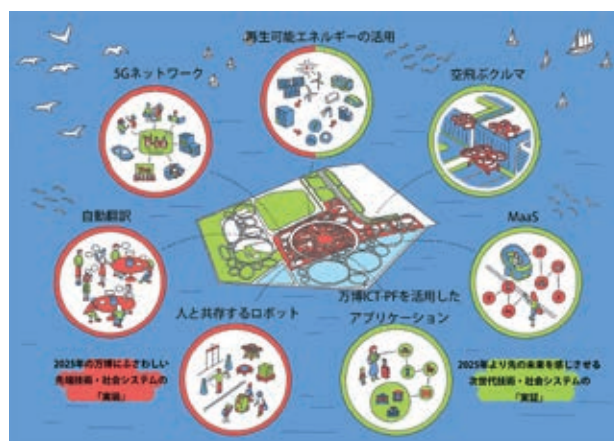 再生可能エネルギーの活用
5Gネットワーク
空飛ぶクルマ
自動翻訳
MaaS
人と共存するロボット
万博ICT-PFを活用した
アプリケーション
2025年の万博にふさわしい
先端技術・社会システムの
「実装」
2025年より先の未来を感じさせる
次世代技術・社会システムの
「実証」